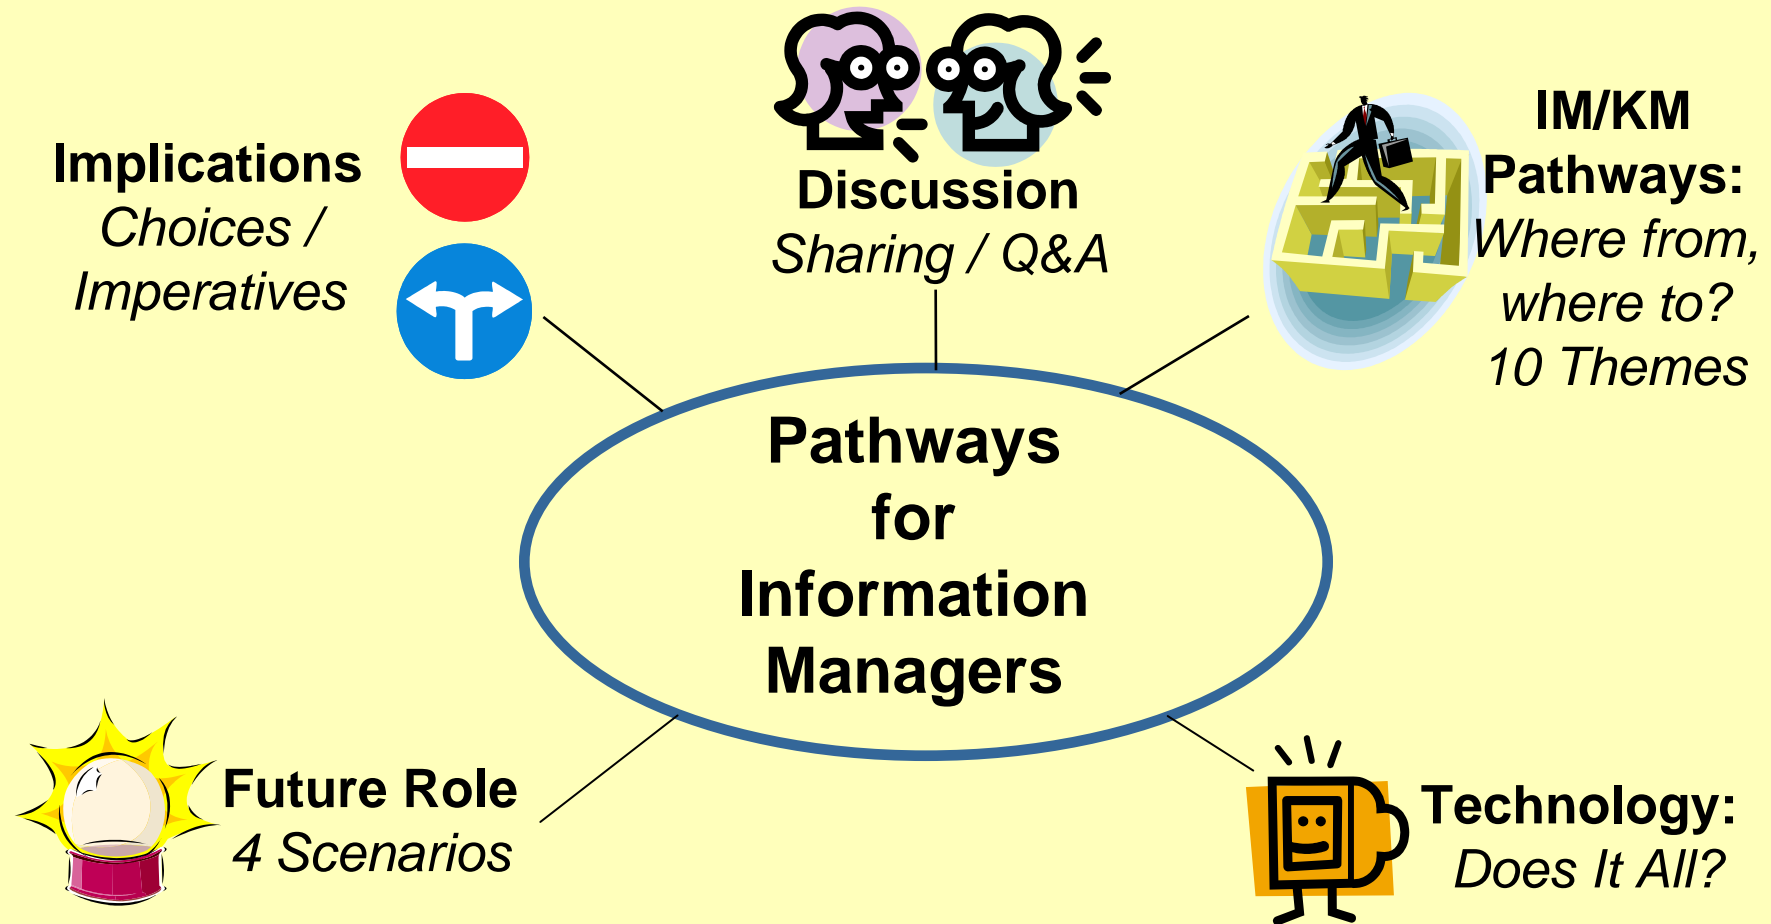 Implications
Choices /
Imperatives
Discussion
Sharing / Q&A
IM/KM
Pathways:
Where from,
where to?
10 Themes
Pathways
for
Information
Managers
Future Role
4 Scenarios
Technology:
Does It All?